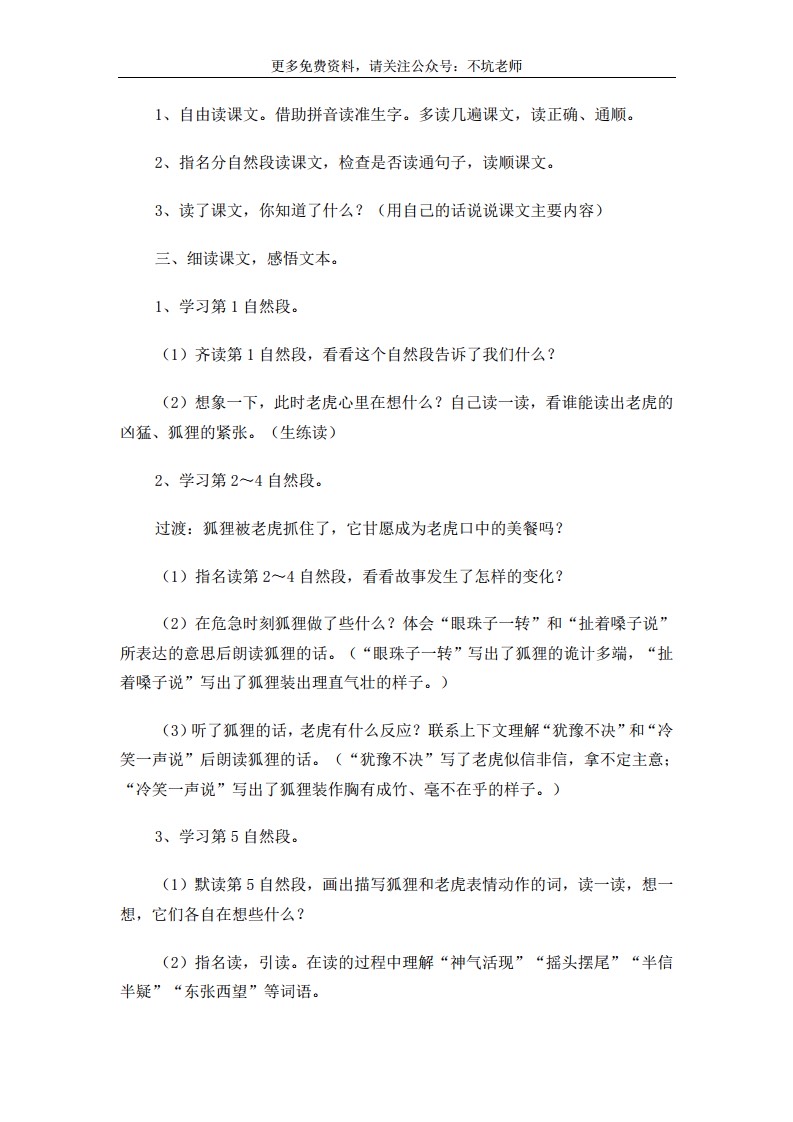 更多免费资料，请关注公众号：不坑老师
1、自由读课文。借助拼音读准生字。多读几遍课文，读正确、通顺。
2、指名分自然段读课文，检查是否读通句子，读顺课文。
3、读了课文，你知道了什么？（用自己的话说说课文主要内容）
三、细读课文，感悟文本。
1、学习第 1 自然段。
（1）齐读第 1 自然段，看看这个自然段告诉了我们什么？
（2）想象一下，此时老虎心里在想什么？自己读一读，看谁能读出老虎的
凶猛、狐狸的紧张。（生练读）
2、学习第 2～4 自然段。
过渡：狐狸被老虎抓住了，它甘愿成为老虎口中的美餐吗？
（1）指名读第 2～4 自然段，看看故事发生了怎样的变化？
（2）在危急时刻狐狸做了些什么？体会“眼珠子一转”和“扯着嗓子说”
所表达的意思后朗读狐狸的话。（“眼珠子一转”写出了狐狸的诡计多端，“扯
着嗓子说”写出了狐狸装出理直气壮的样子。）
（3）听了狐狸的话，老虎有什么反应？联系上下文理解“犹豫不决”和“冷
笑一声说”后朗读狐狸的话。（“犹豫不决”写了老虎似信非信，拿不定主意；
“冷笑一声说”写出了狐狸装作胸有成竹、毫不在乎的样子。）
3、学习第 5 自然段。
（1）默读第 5 自然段，画出描写狐狸和老虎表情动作的词，读一读，想一
想，它们各自在想些什么？
（2）指名读，引读。在读的过程中理解“神气活现”“摇头摆尾”“半信
半疑”“东张西望”等词语。